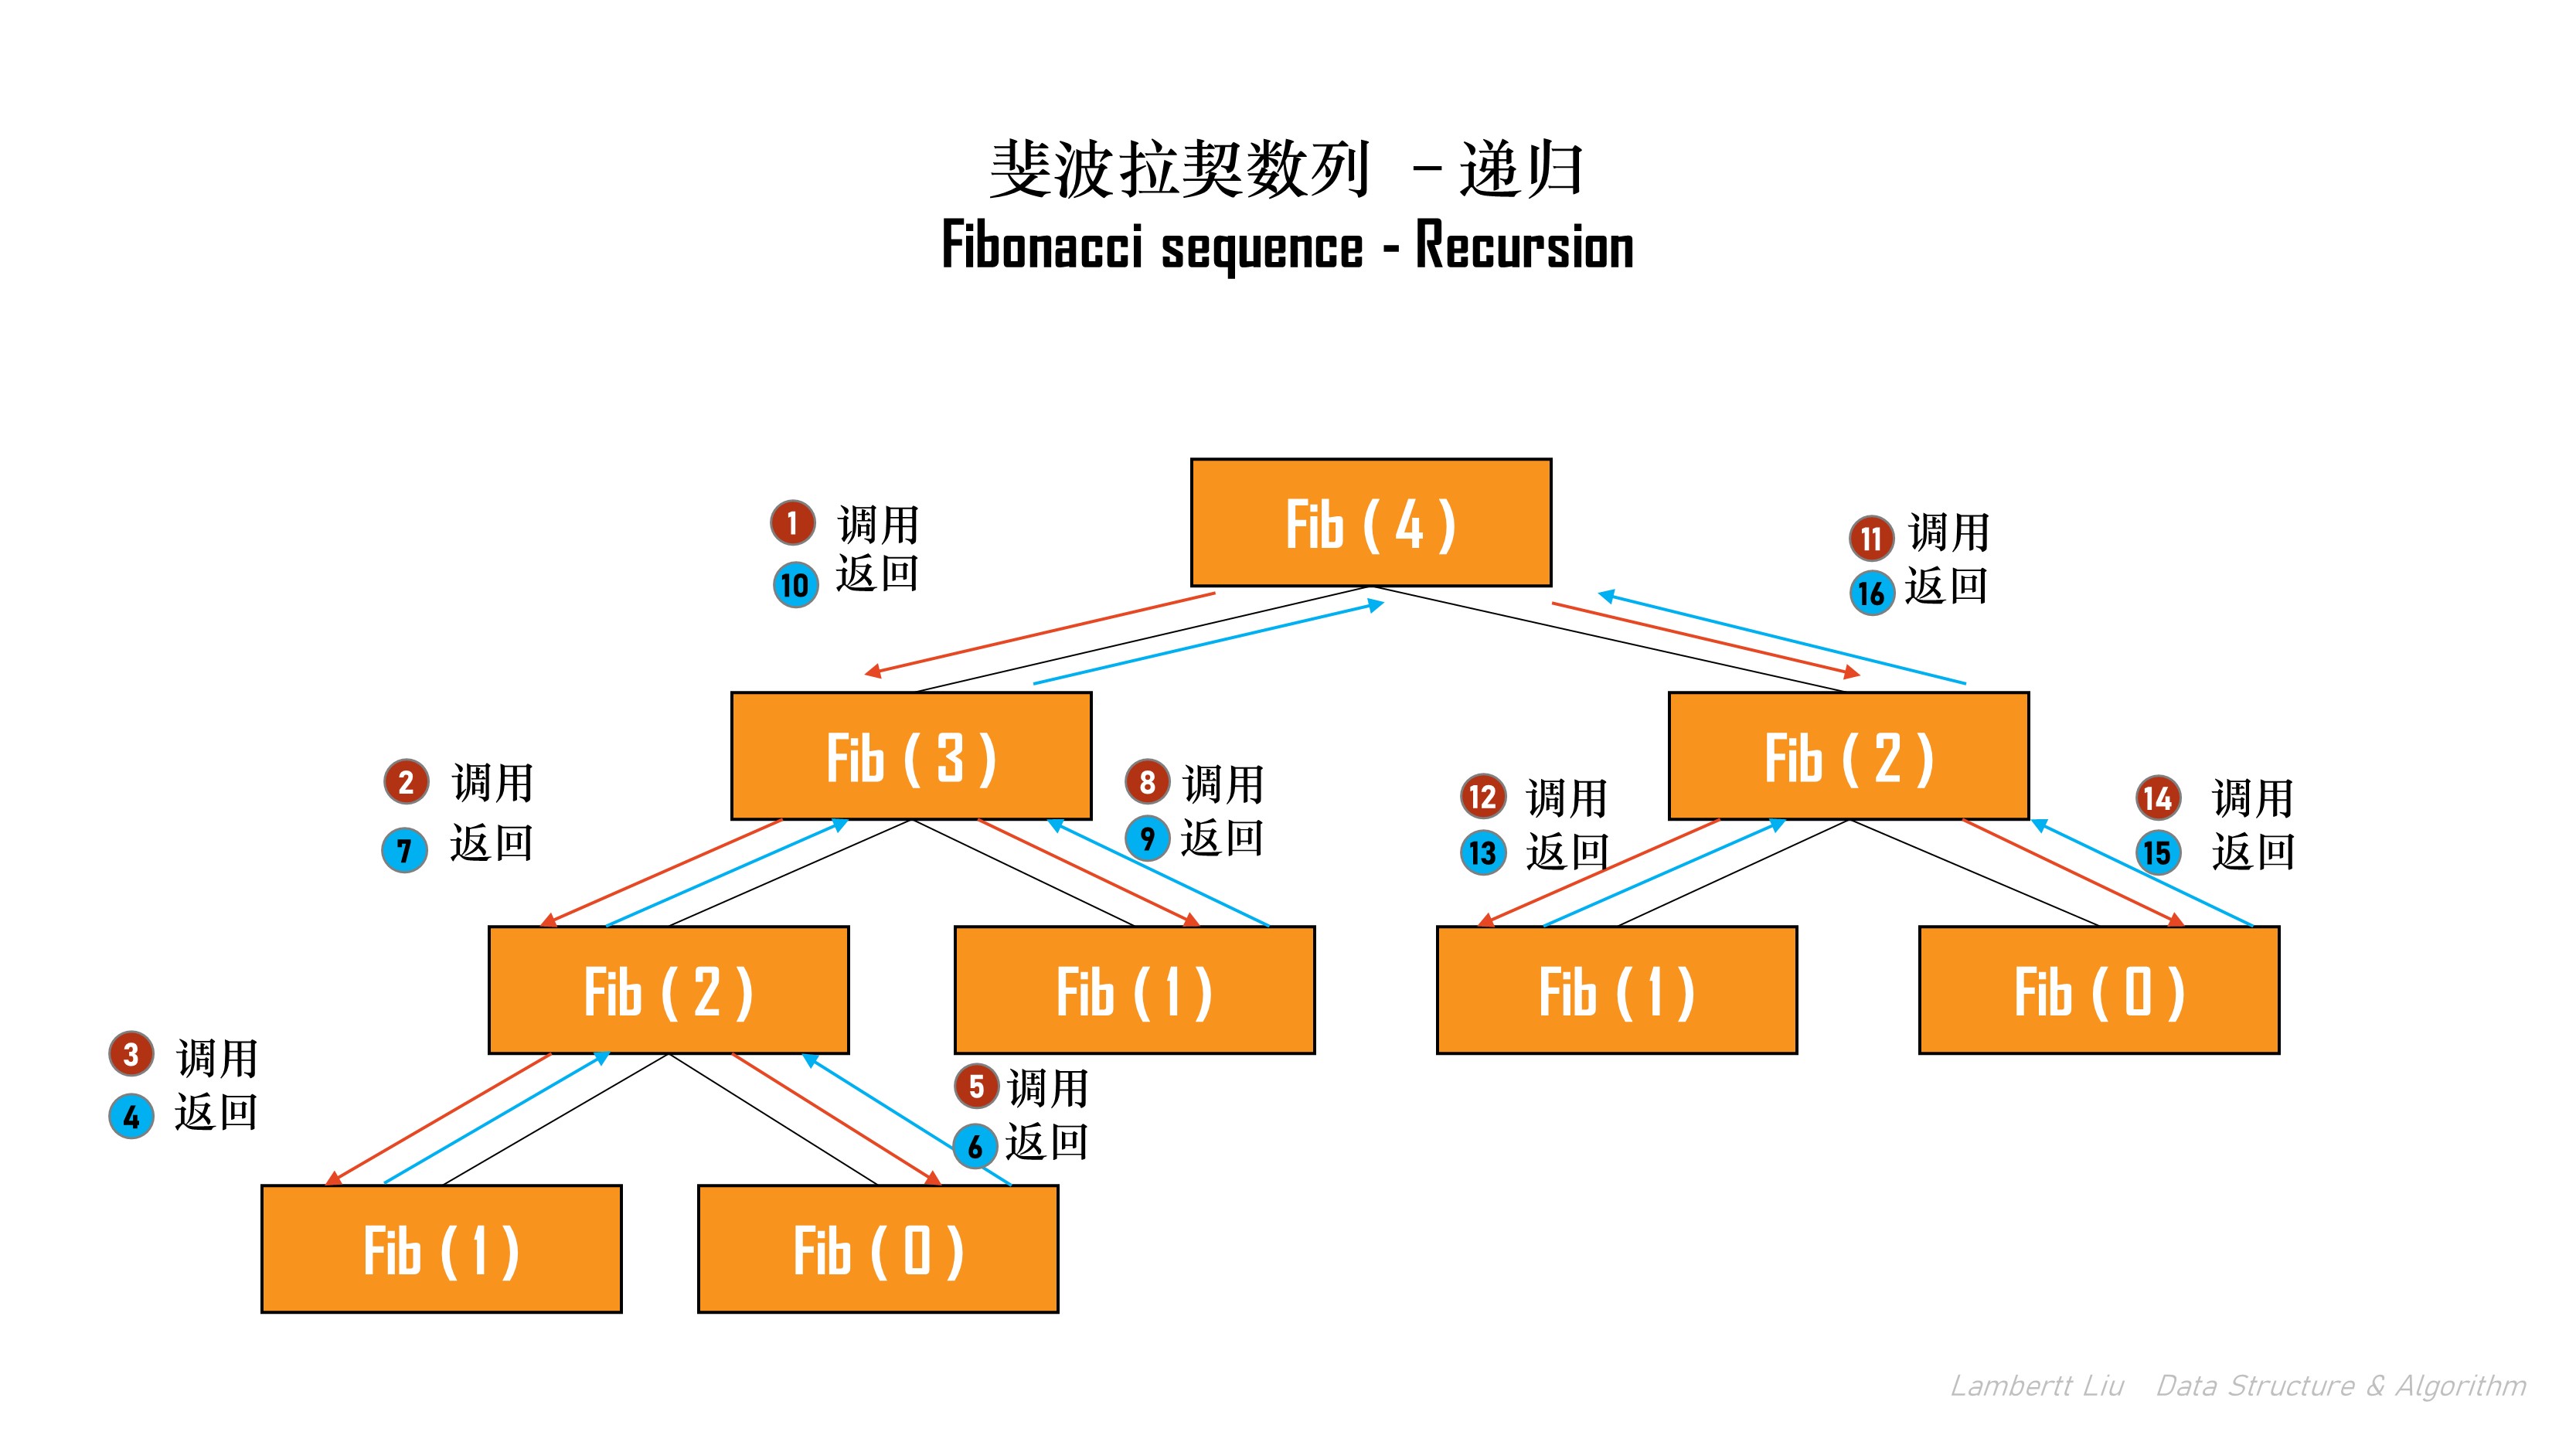 斐波拉契数列 – 递归
Fibonacci sequence - Recursion
Fib ( 4 )
1 调用
10 返回
11 调用
16 返回
Fib ( 3 )
Fib ( 2 )
2 调用
7 返回
8 调用
9 返回
12 调用
13 返回
14 调用
15 返回
Fib ( 2 )
Fib ( 1 )
Fib ( 1 )
Fib ( 0 )
3 调用
4 返回
5 调用
6 返回
Fib ( 1 )
Fib ( 0 )
Lambertt Liu Data Structure & Algorithm